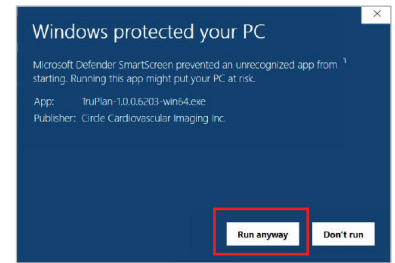 Windows protected your PC
Microsoft Defender SmartScreen prevented an unrecognized app from
starting. Running this app might put your PC at risk.
App: TruPlan-1.0.0.6203-win64.exe
Publisher: Circle Cardiovascular Imaging Inc.
Run anyway
Don't run